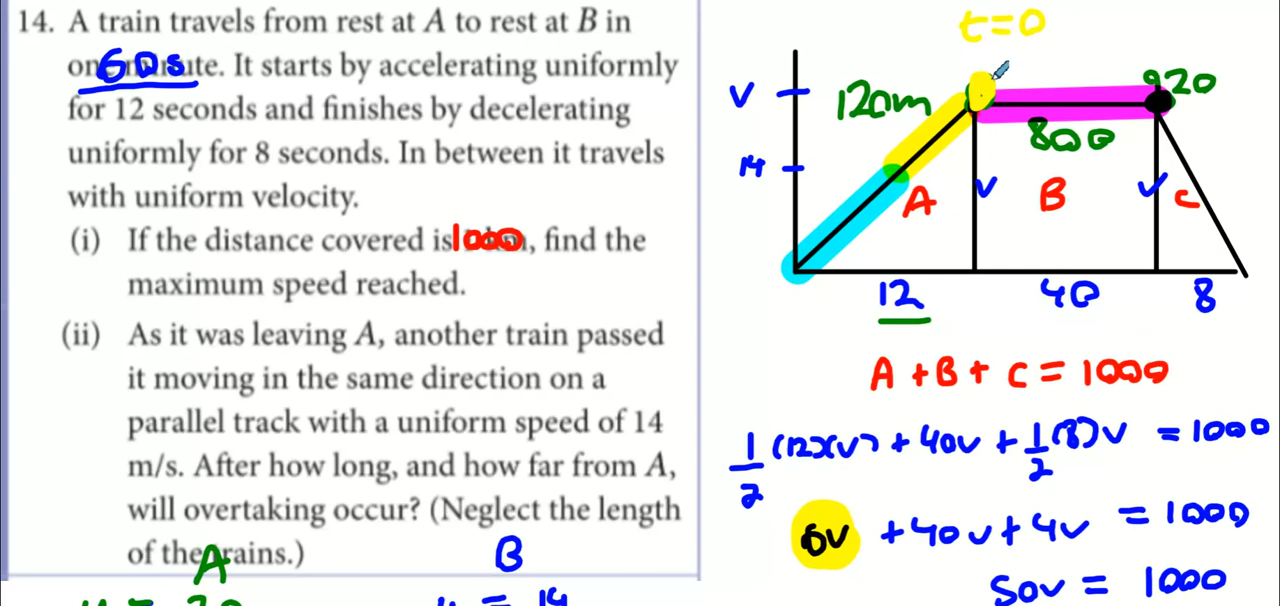 14. A train travels from rest at A to rest at B in
60s. It starts by accelerating uniformly
for 12 seconds and finishes by decelerating
uniformly for 8 seconds. In between it travels
with uniform velocity.
(i) If the distance covered is 1000, find the
maximum speed reached.
(ii) As it was leaving A, another train passed
it moving in the same direction on a
parallel track with a uniform speed of 14
m/s. After how long, and how far from A,
will overtaking occur? (Neglect the length
of the trains.)
A B
= 14
t=0
V 120m 920
800
14 A V B V C
12 40 8
A + B + C = 1000
1/2 (12)(V) + 40V + 1/2 (8)V = 1000
6V + 40V + 4V = 1000
50V = 1000